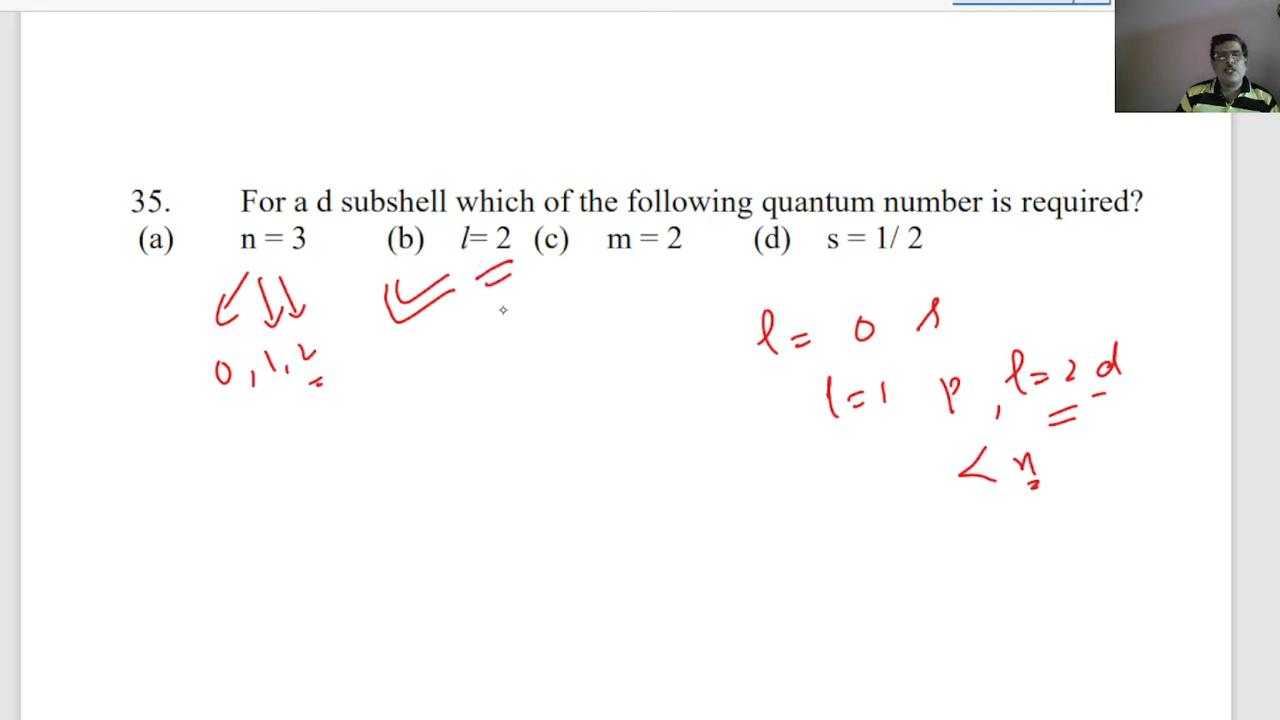 35. For a d subshell which of the following quantum number is required?
(a) n = 3 (b) l= 2 (c) m = 2 (d) s = 1/ 2
l = 0 s
0, 1, 2
l = 1 p, l = 2 d
< n